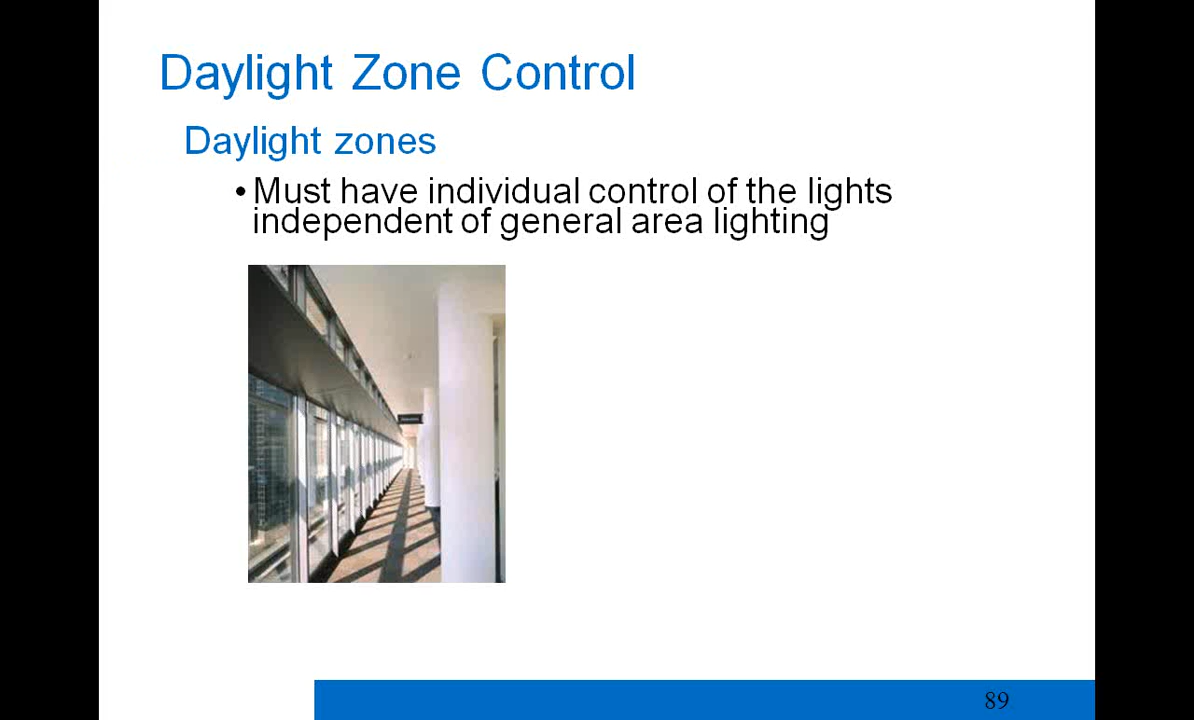 Daylight Zone Control
Daylight zones
• Must have individual control of the lights
independent of general area lighting
89